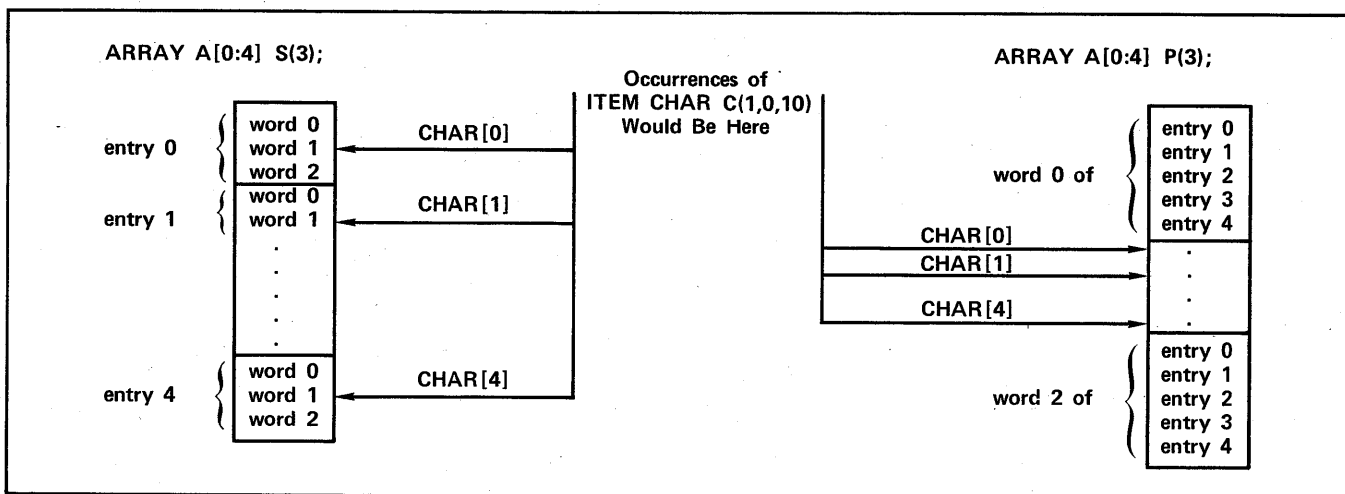 ARRAY A[0:4] S(3);
entry 0
word 0
word 1
word 2
entry 1
word 0
word 1
.
.
.
.
.
entry 4
word 0
word 1
word 2
CHAR[0]
CHAR[1]
CHAR[4]
Occurrences of
ITEM CHAR C(1,0,10)
Would Be Here
ARRAY A[0:4] P(3);
word 0 of
entry 0
entry 1
entry 2
entry 3
entry 4
CHAR[0]
CHAR[1]
CHAR[4]
.
.
.
.
word 2 of
entry 0
entry 1
entry 2
entry 3
entry 4